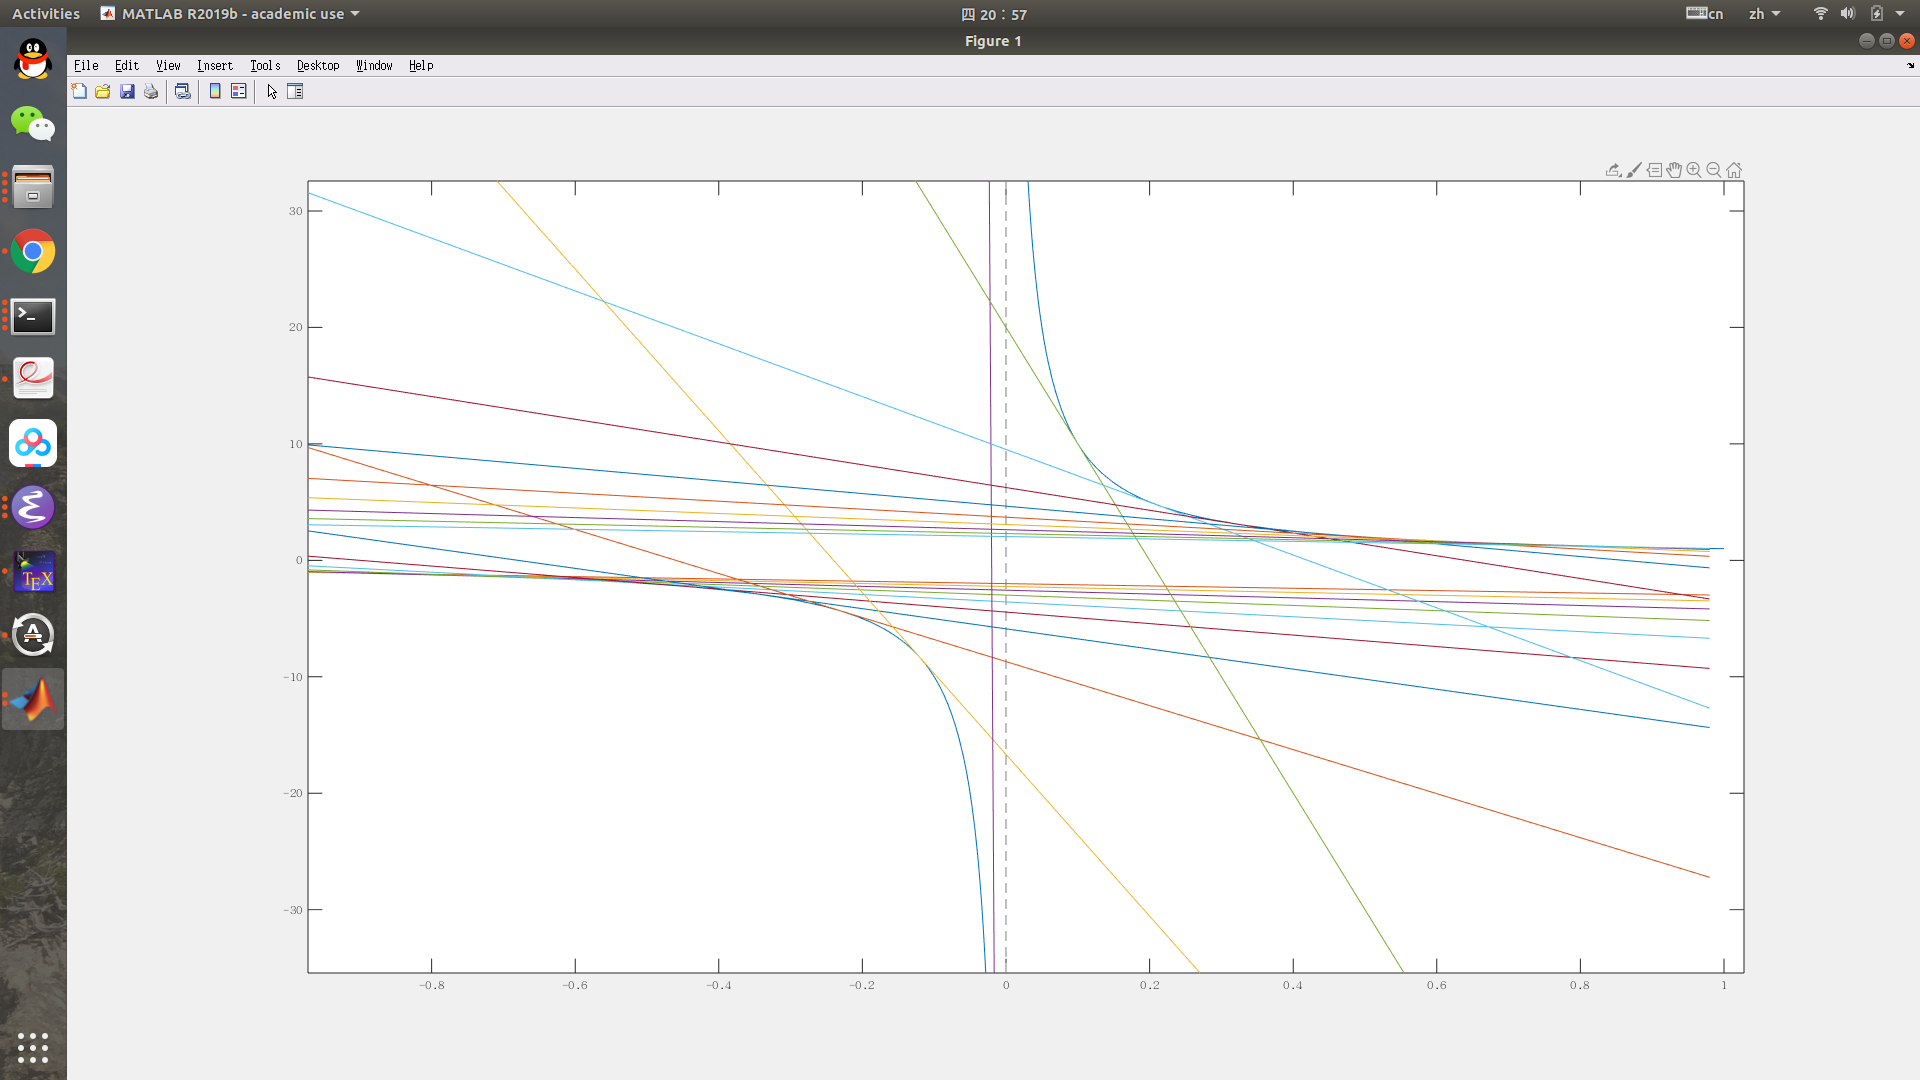 Activities MATLAB R2019b - academic use 四 20：57 cn zh
Figure 1
File Edit View Insert Tools Desktop Window Help
30
20
10
0
-10
-20
-30
-0.8 -0.6 -0.4 -0.2 0 0.2 0.4 0.6 0.8 1
>_
TEX
A